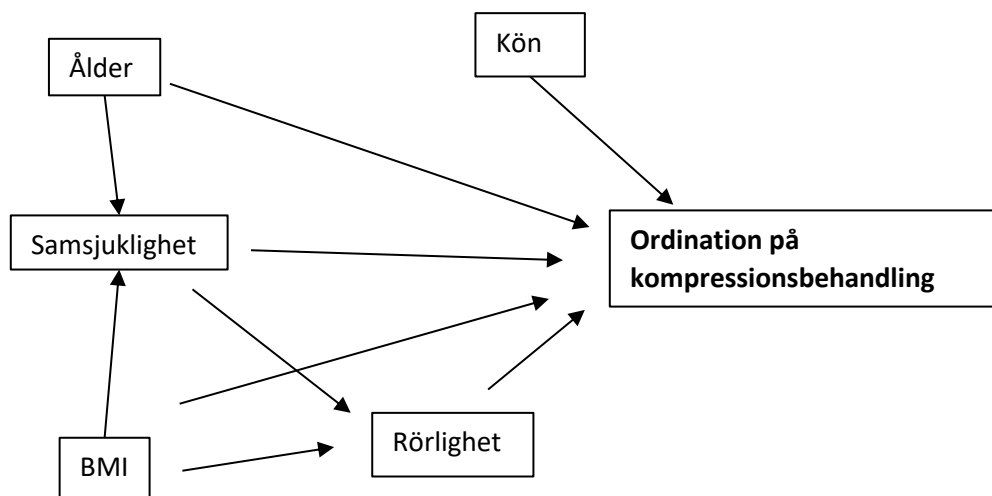 Kön
Ålder
Samsjuklighet
Ordination på
kompressionsbehandling
Rörlighet
BMI